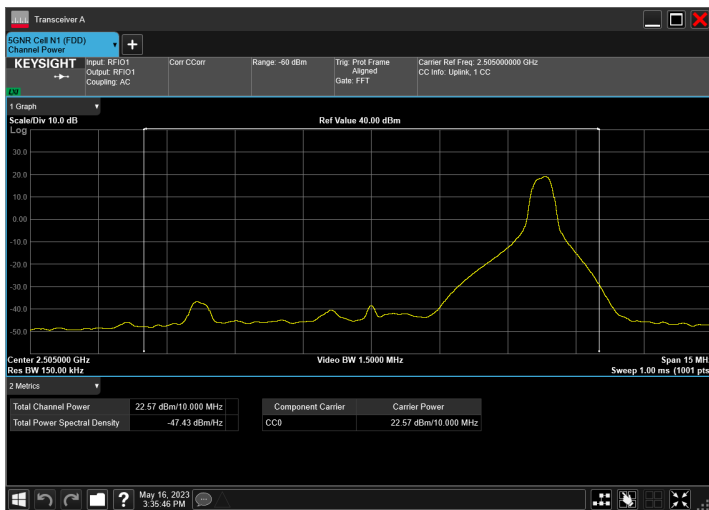 Transceiver A
5GNR Cell N1 (FDD)
Channel Power
KEYSIGHT
LXI
Input: RFIO1
Output: RFIO1
Coupling: AC
Corr CCorr
Range: -60 dBm
Trig: Prot Frame
Aligned
Gate: FFT
Carrier Ref Freq: 2.505000000 GHz
CC Info: Uplink, 1 CC
1 Graph
Scale/Div 10.0 dB
Ref Value 40.00 dBm
Log
30.0
20.0
10.0
0.00
-10.0
-20.0
-30.0
-40.0
-50.0
Center 2.505000 GHz
Video BW 1.5000 MHz
Span 15 MH
Res BW 150.00 kHz
Sweep 1.00 ms (1001 pts
2 Metrics
Total Channel Power 22.57 dBm/10.000 MHz
Total Power Spectral Density -47.43 dBm/Hz
Component Carrier Carrier Power
CC0 22.57 dBm/10.000 MHz
May 16, 2023
3:35:46 PM